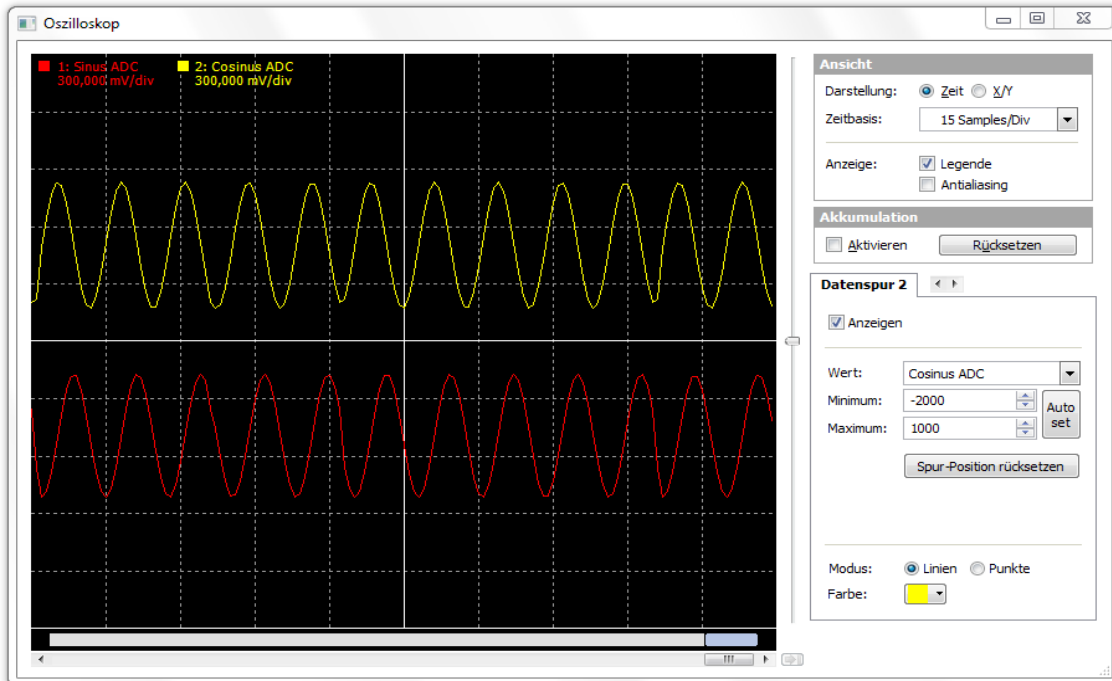 Oszilloskop
1: Sinus ADC
300,000 mV/div
2: Cosinus ADC
300,000 mV/div
Ansicht
Darstellung: Zeit X/Y
Zeitbasis: 15 Samples/Div
Anzeige: Legende
Antialiasing
Akkumulation
Aktivieren Rücksetzen
Datenspur 2
Anzeigen
Wert: Cosinus ADC
Minimum: -2000
Maximum: 1000
Auto
set
Spur-Position rücksetzen
Modus: Linien Punkte
Farbe: